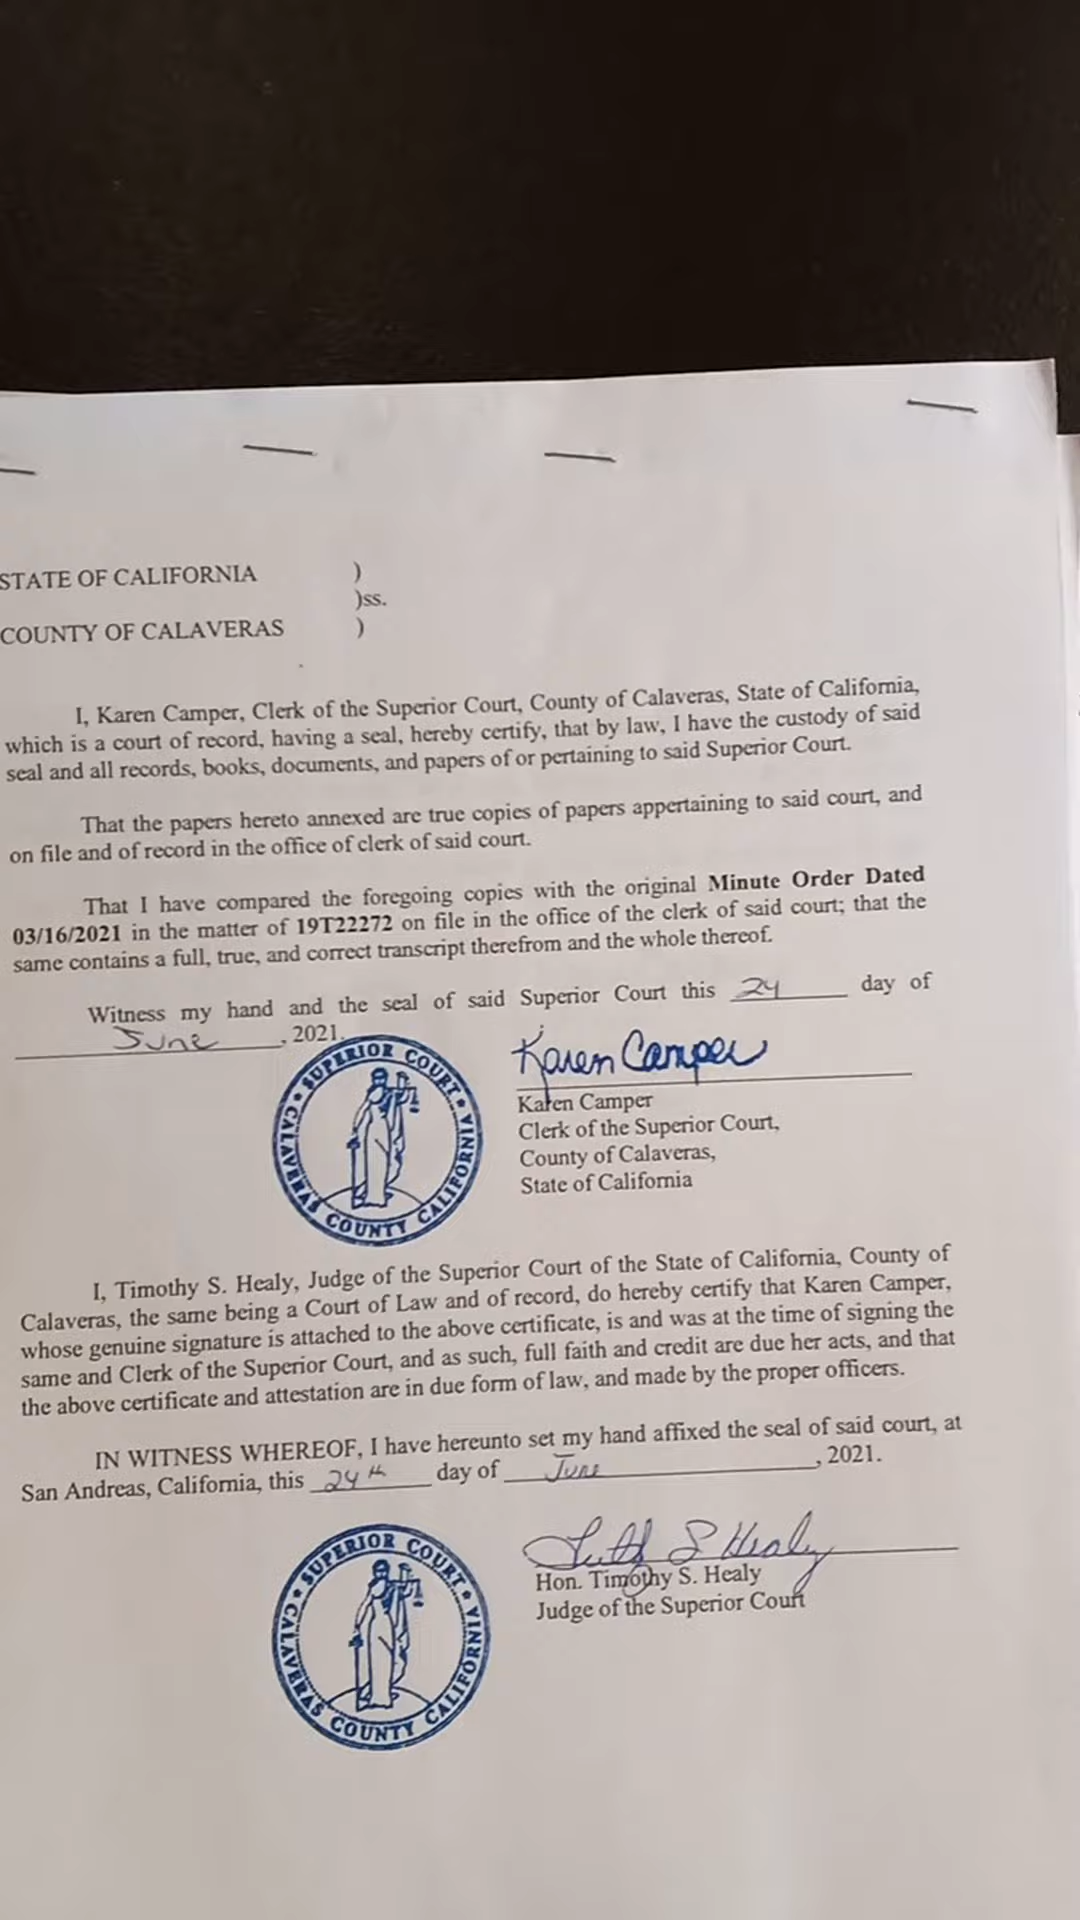 STATE OF CALIFORNIA )
)ss.
COUNTY OF CALAVERAS )
I, Karen Camper, Clerk of the Superior Court, County of Calaveras, State of California,
which is a court of record, having a seal, hereby certify, that by law, I have the custody of said
seal and all records, books, documents, and papers of or pertaining to said Superior Court.
That the papers hereto annexed are true copies of papers appertaining to said court, and
on file and of record in the office of clerk of said court.
That I have compared the foregoing copies with the original Minute Order Dated
03/16/2021 in the matter of 19T22272 on file in the office of the clerk of said court; that the
same contains a full, true, and correct transcript therefrom and the whole thereof.
Witness my hand and the seal of said Superior Court this 24 day of
June, 2021.
SUPERIOR COURT • CALAVERAS COUNTY CALIFORNIA
Karen Camper
Karen Camper
Clerk of the Superior Court,
County of Calaveras,
State of California
I, Timothy S. Healy, Judge of the Superior Court of the State of California, County of
Calaveras, the same being a Court of Law and of record, do hereby certify that Karen Camper,
whose genuine signature is attached to the above certificate, is and was at the time of signing the
same and Clerk of the Superior Court, and as such, full faith and credit are due her acts, and that
the above certificate and attestation are in due form of law, and made by the proper officers.
IN WITNESS WHEREOF, I have hereunto set my hand affixed the seal of said court, at
San Andreas, California, this 24th day of June, 2021.
SUPERIOR COURT • CALAVERAS COUNTY CALIFORNIA
S Healy
Hon. Timothy S. Healy
Judge of the Superior Court